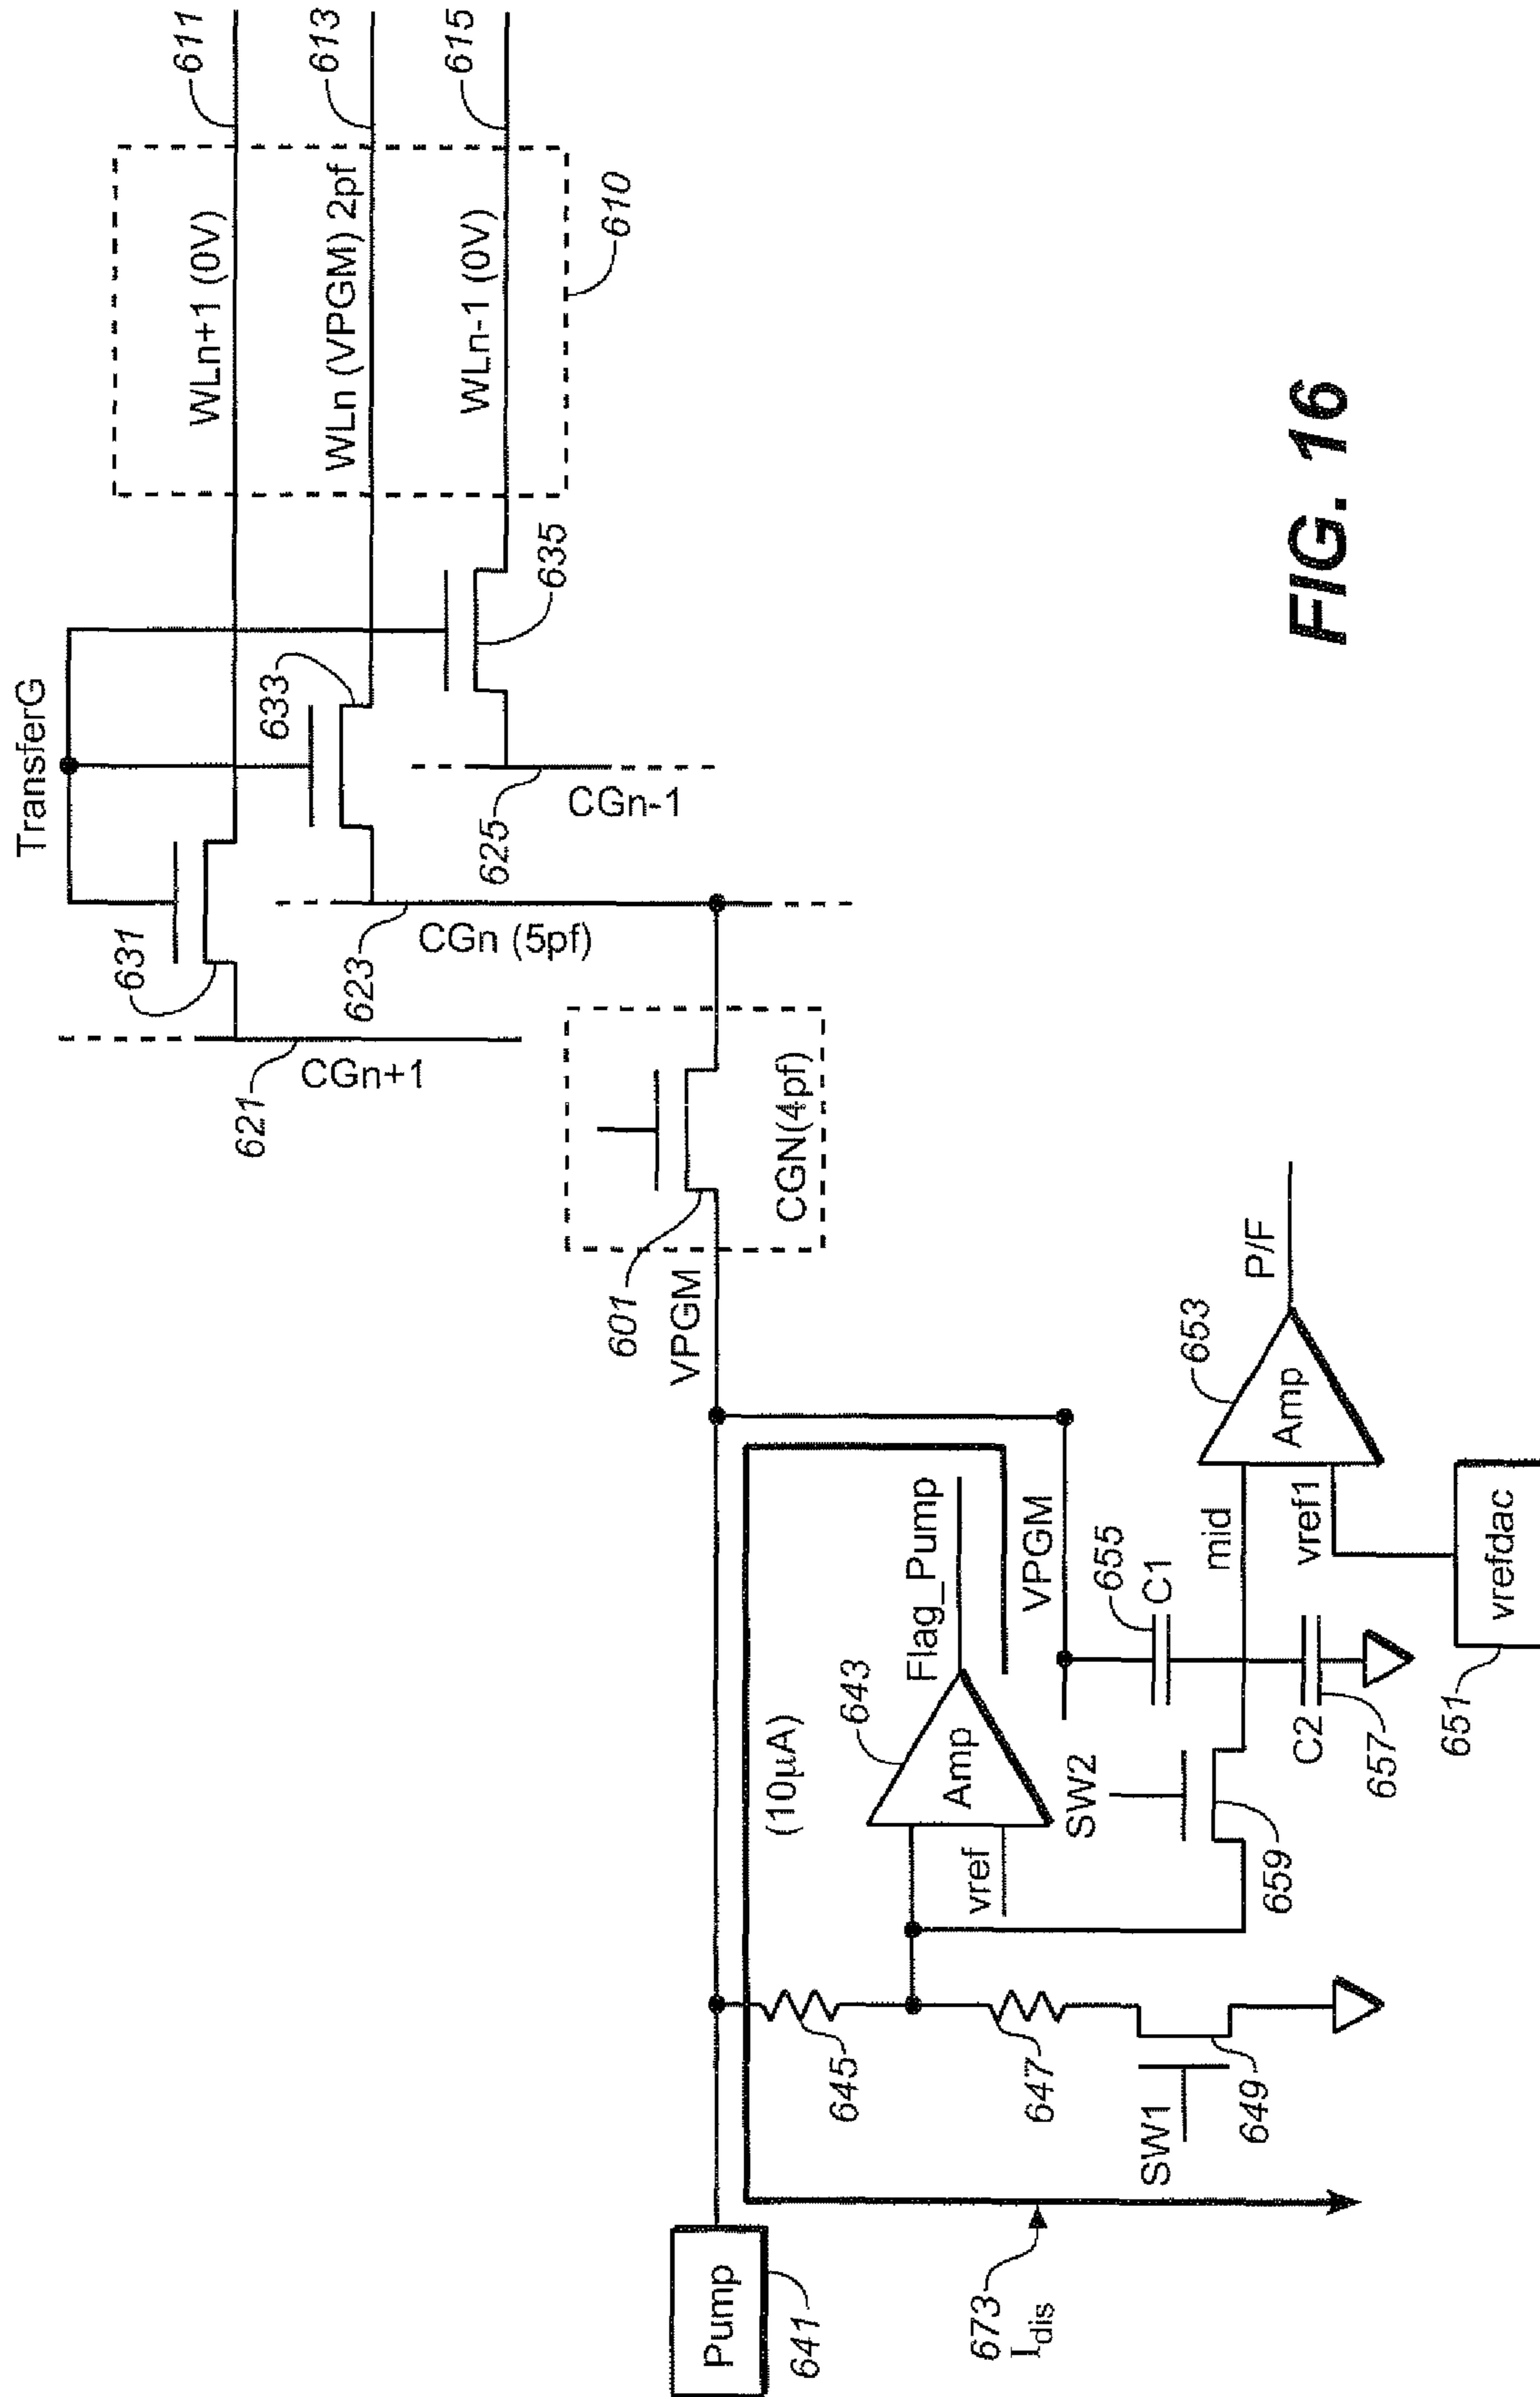 TransferG
631
633
635
WLn+1 (0V)
611
WLn (VPGM) 2pf
613
WLn-1 (0V)
615
610
621
CGn+1
623
CGn (5pf)
625
CGn-1
601
CGN(4pf)
VPGM
Pump
641
(10µA)
645
647
SW1
649
673
Idis
643
Amp
vref
Flag_Pump
VPGM
SW2
659
655
C1
C2
657
mid
vref1
653
Amp
P/F
651
vrefdac
FIG. 16